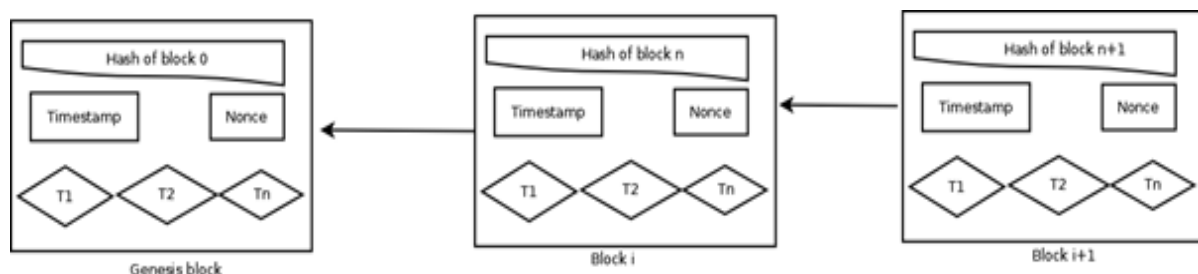 Hash of block 0
Timestamp
Nonce
T1
T2
Tn
Genesis block
Hash of block n
Timestamp
Nonce
T1
T2
Tn
Block i
Hash of block n+1
Timestamp
Nonce
T1
T2
Tn
Block i+1